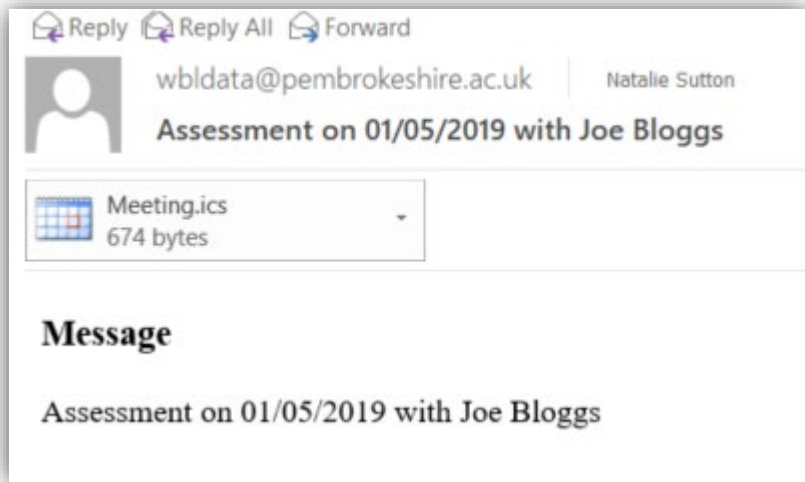 Reply Reply All Forward
wbldata@pembrokeshire.ac.uk Natalie Sutton
Assessment on 01/05/2019 with Joe Bloggs
Meeting.ics
674 bytes
Message
Assessment on 01/05/2019 with Joe Bloggs